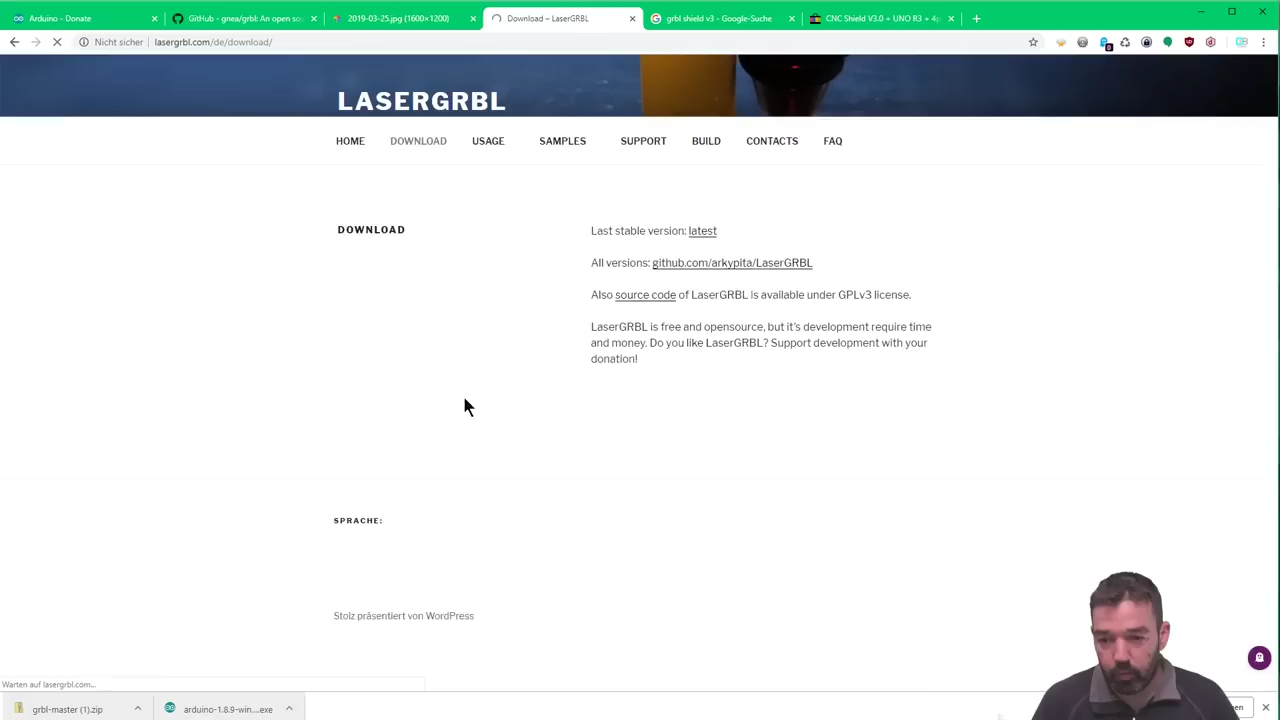 Arduino - Donate
GitHub - gnea/grbl: An open sou
2019-03-25.jpg (1600×1200)
Download – LaserGRBL
grbl shield v3 - Google-Suche
CNC Shield V3.0 + UNO R3 + 4p
Nicht sicher
lasergrbl.com/de/download/
LASERGRBL
HOME DOWNLOAD USAGE SAMPLES SUPPORT BUILD CONTACTS FAQ
DOWNLOAD
Last stable version: latest
All versions: github.com/arkypita/LaserGRBL
Also source code of LaserGRBL is available under GPLv3 license.
LaserGRBL is free and opensource, but it's development require time
and money. Do you like LaserGRBL? Support development with your
donation!
SPRACHE:
Stolz präsentiert von WordPress
Warten auf lasergrbl.com...
grbl-master (1).zip
arduino-1.8.9-win....exe